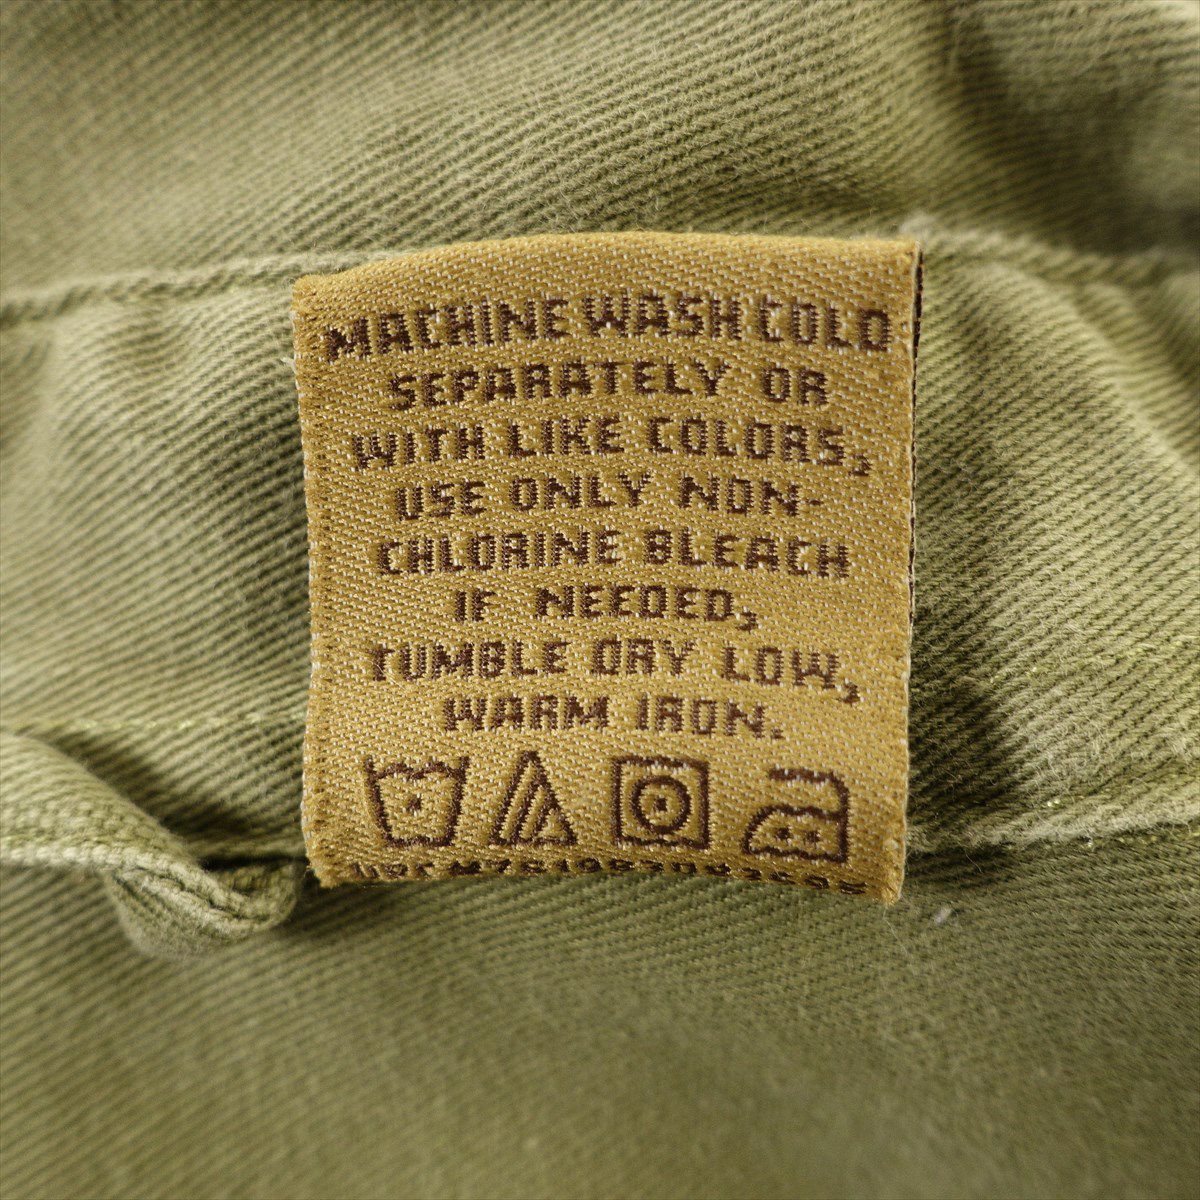 MACHINE WASH COLD
SEPARATELY OR
WITH LIKE COLORS,
USE ONLY NON-
CHLORINE BLEACH
IF NEEDED,
TUMBLE DRY LOW,
WARM IRON.